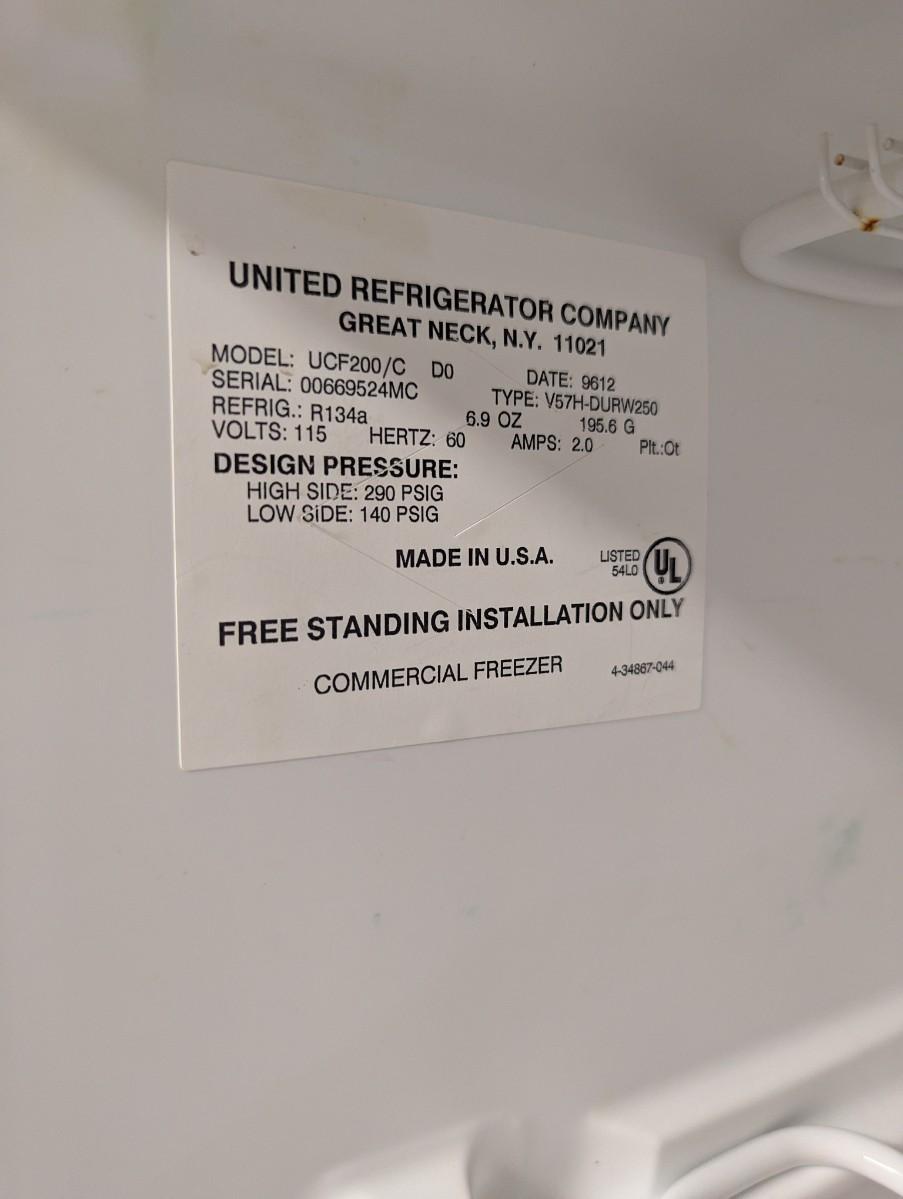 UNITED REFRIGERATOR COMPANY
GREAT NECK, N.Y. 11021
MODEL: UCF200/C D0 DATE: 9612
SERIAL: 00669524MC TYPE: V57H-DURW250
REFRIG.: R134a 6.9 OZ 195.6 G
VOLTS: 115 HERTZ: 60 AMPS: 2.0 Plt.:Ot
DESIGN PRESSURE:
HIGH SIDE: 290 PSIG
LOW SIDE: 140 PSIG
MADE IN U.S.A. LISTED
54L0
UL
®
FREE STANDING INSTALLATION ONLY
COMMERCIAL FREEZER 4-34867-044